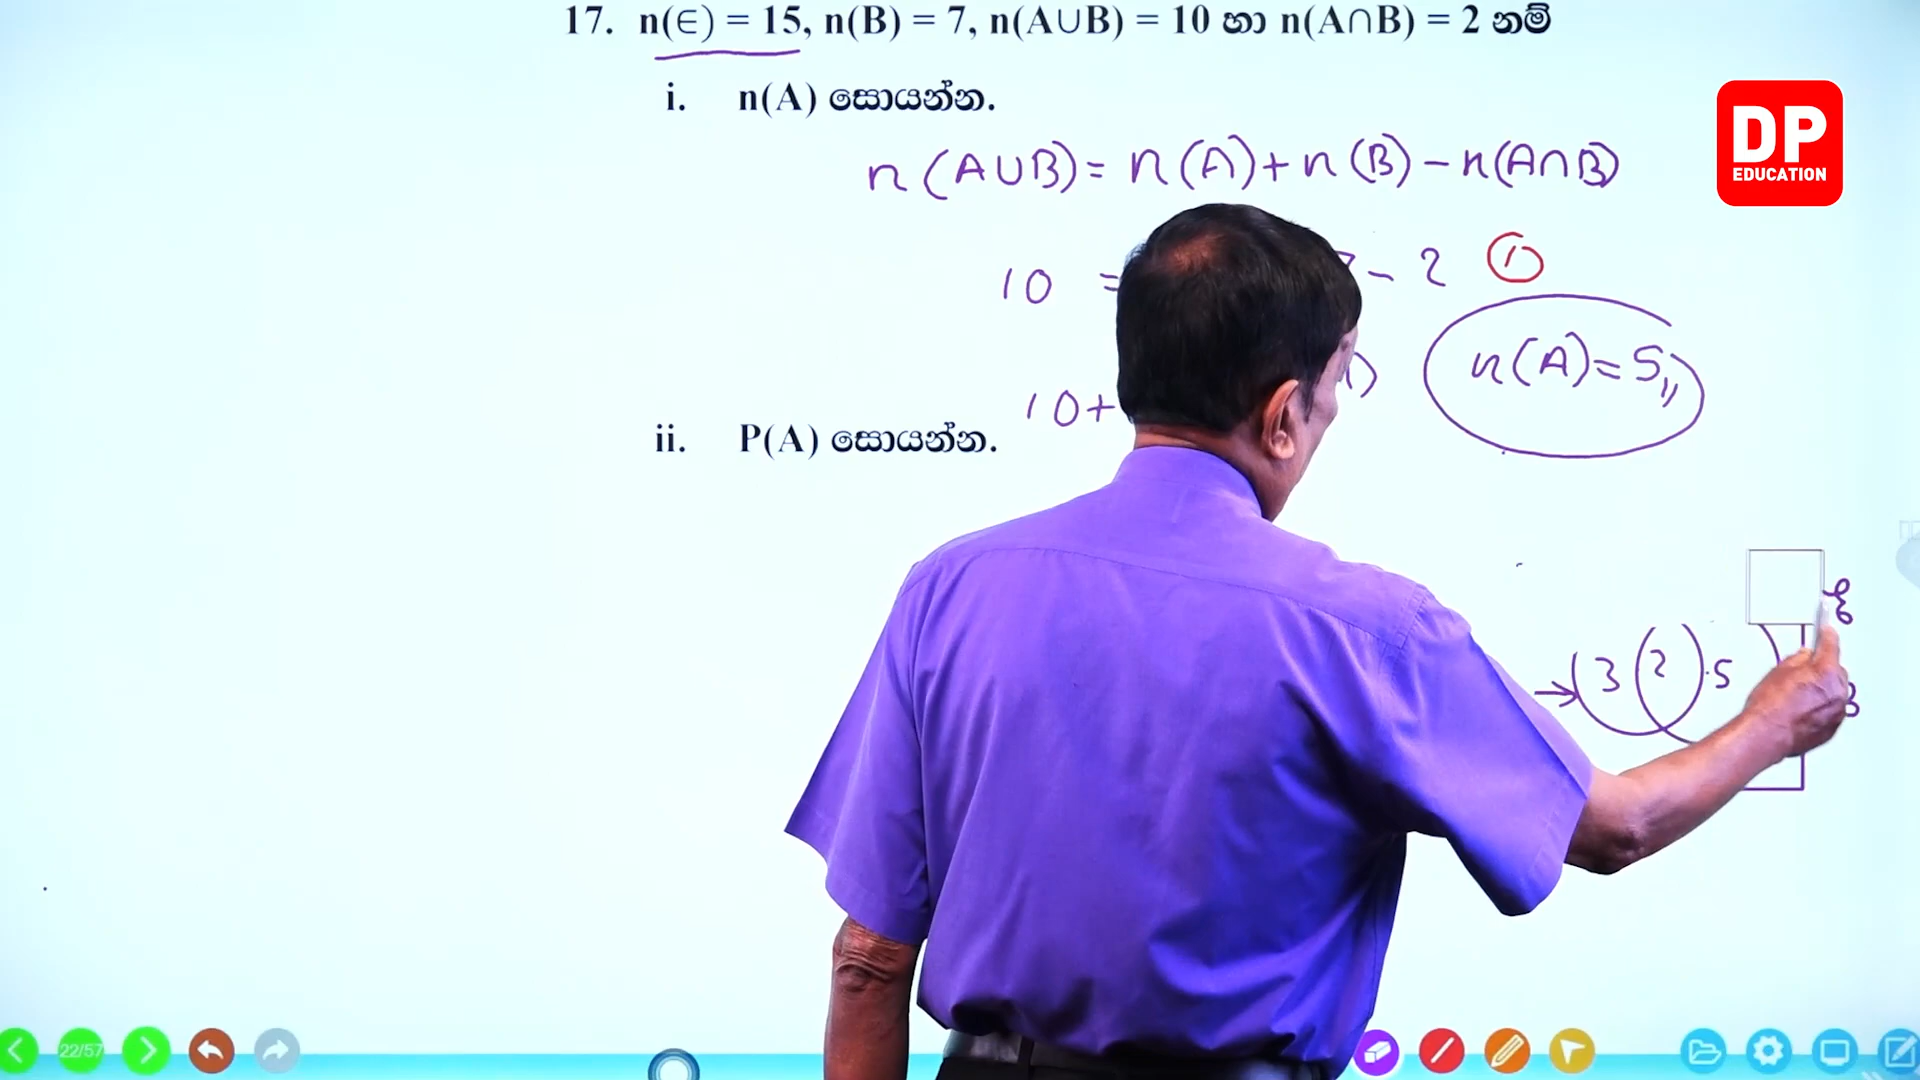 17. n(∈) = 15, n(B) = 7, n(A∪B) = 10 හා n(A∩B) = 2 නම්
i. n(A) සොයන්න.
DP
EDUCATION
n(A∪B) = n(A) + n(B) - n(A∩B)
10 = - 2 ①
n(A) = 5
10+
ii. P(A) සොයන්න.
ε
3 2 5
B
22/57